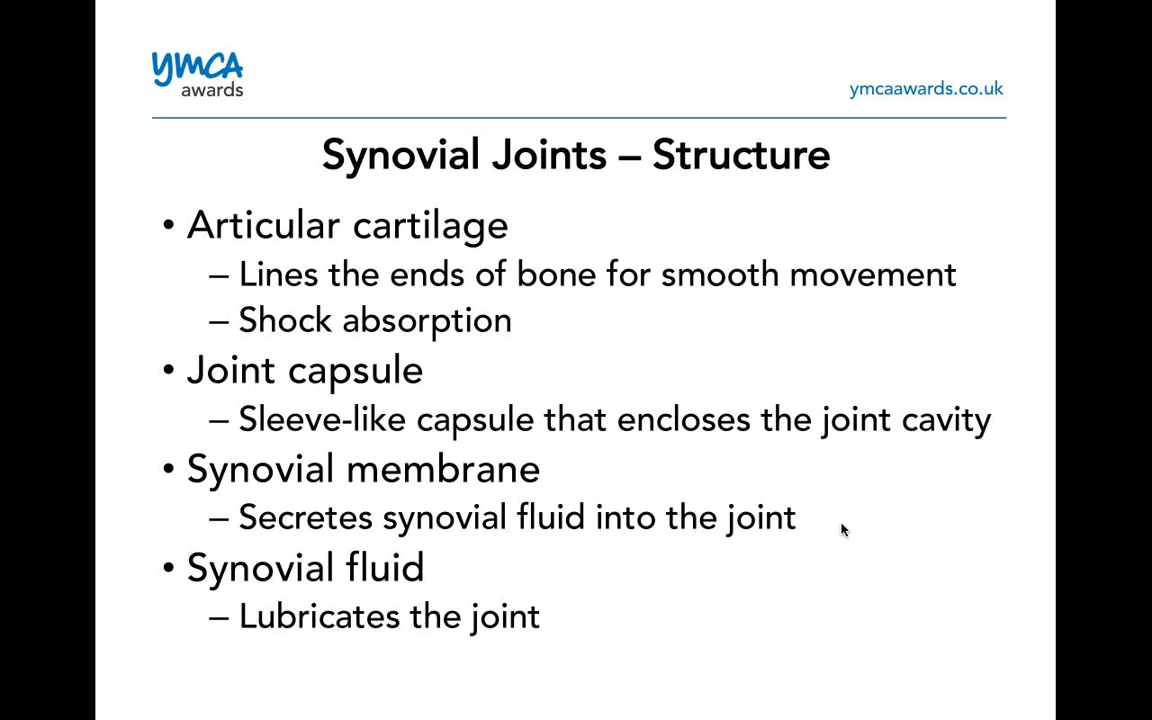 ymca
awards
ymcaawards.co.uk
Synovial Joints – Structure
• Articular cartilage
– Lines the ends of bone for smooth movement
– Shock absorption
• Joint capsule
– Sleeve-like capsule that encloses the joint cavity
• Synovial membrane
– Secretes synovial fluid into the joint
• Synovial fluid
– Lubricates the joint